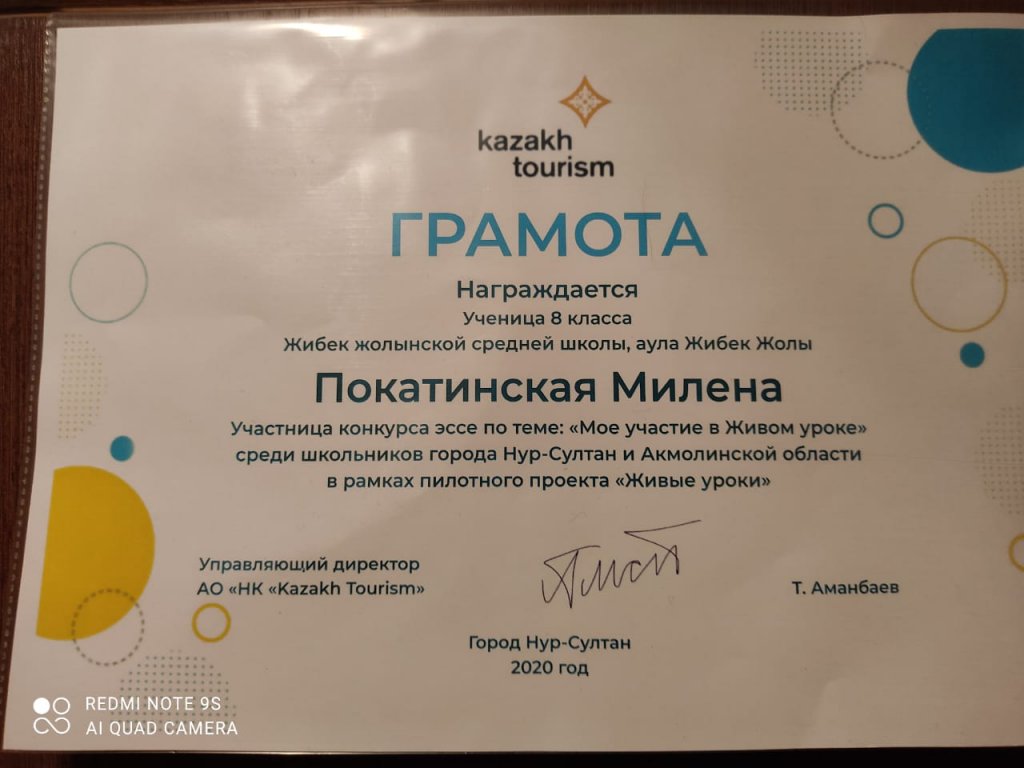 kazakh
tourism
ГРАМОТА
Награждается
Ученица 8 класса
Жибек жолынской средней школы, аула Жибек Жолы
Покатинская Милена
Участница конкурса эссе по теме: «Мое участие в Живом уроке»
среди школьников города Нур-Султан и Акмолинской области
в рамках пилотного проекта «Живые уроки»
Управляющий директор
АО «НК «Kazakh Tourism»
Т. Аманбаев
Город Нур-Султан
2020 год
REDMI NOTE 9S
AI QUAD CAMERA